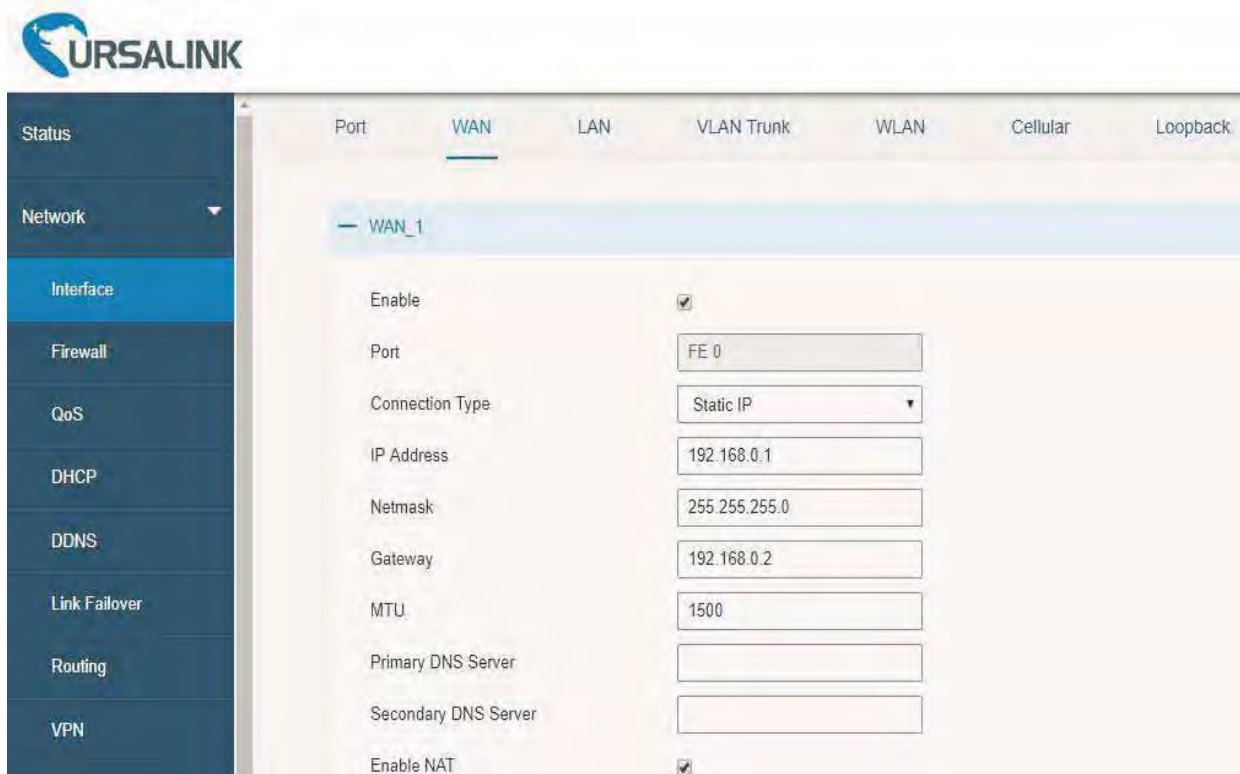 URSALINK
Status
Network
Interface
Firewall
QoS
DHCP
DDNS
Link Failover
Routing
VPN
Port WAN LAN VLAN Trunk WLAN Cellular Loopback
WAN_1
Enable
Port FE 0
Connection Type Static IP
IP Address 192.168.0.1
Netmask 255.255.255.0
Gateway 192.168.0.2
MTU 1500
Primary DNS Server
Secondary DNS Server
Enable NAT